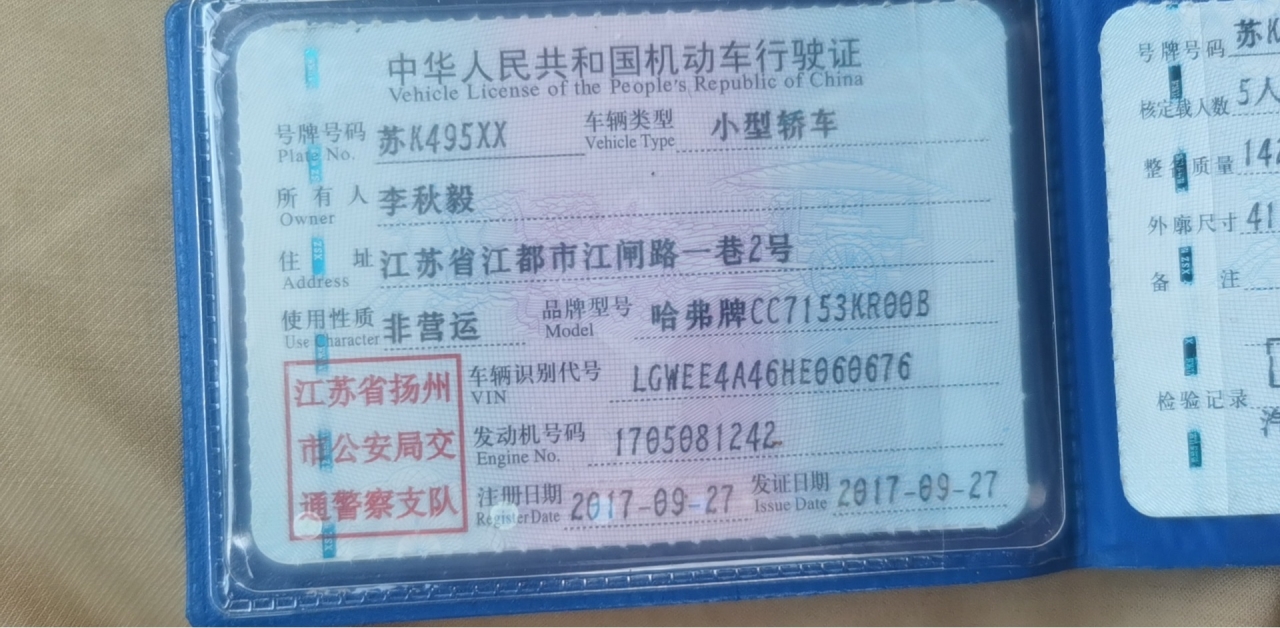 中华人民共和国机动车行驶证
Vehicle License of the People's Republic of China
号牌号码 苏K495XX 车辆类型 小型轿车
Plate No. Vehicle Type
所有人 李秋毅
Owner
住址 江苏省江都市江闸路一巷2号
Address
使用性质 非营运 品牌型号 哈弗牌CC7153KR00B
Use Character Model
江苏省扬州
市公安局交
通警察支队
车辆识别代号 LGWEE4A46HE060676
VIN
发动机号码 1705081242
Engine No.
注册日期 2017-09-27 发证日期 2017-09-27
Register Date Issue Date
号牌号码 苏K
核定载人数 5人
整备质量 142
外廓尺寸 41
备注
检验记录